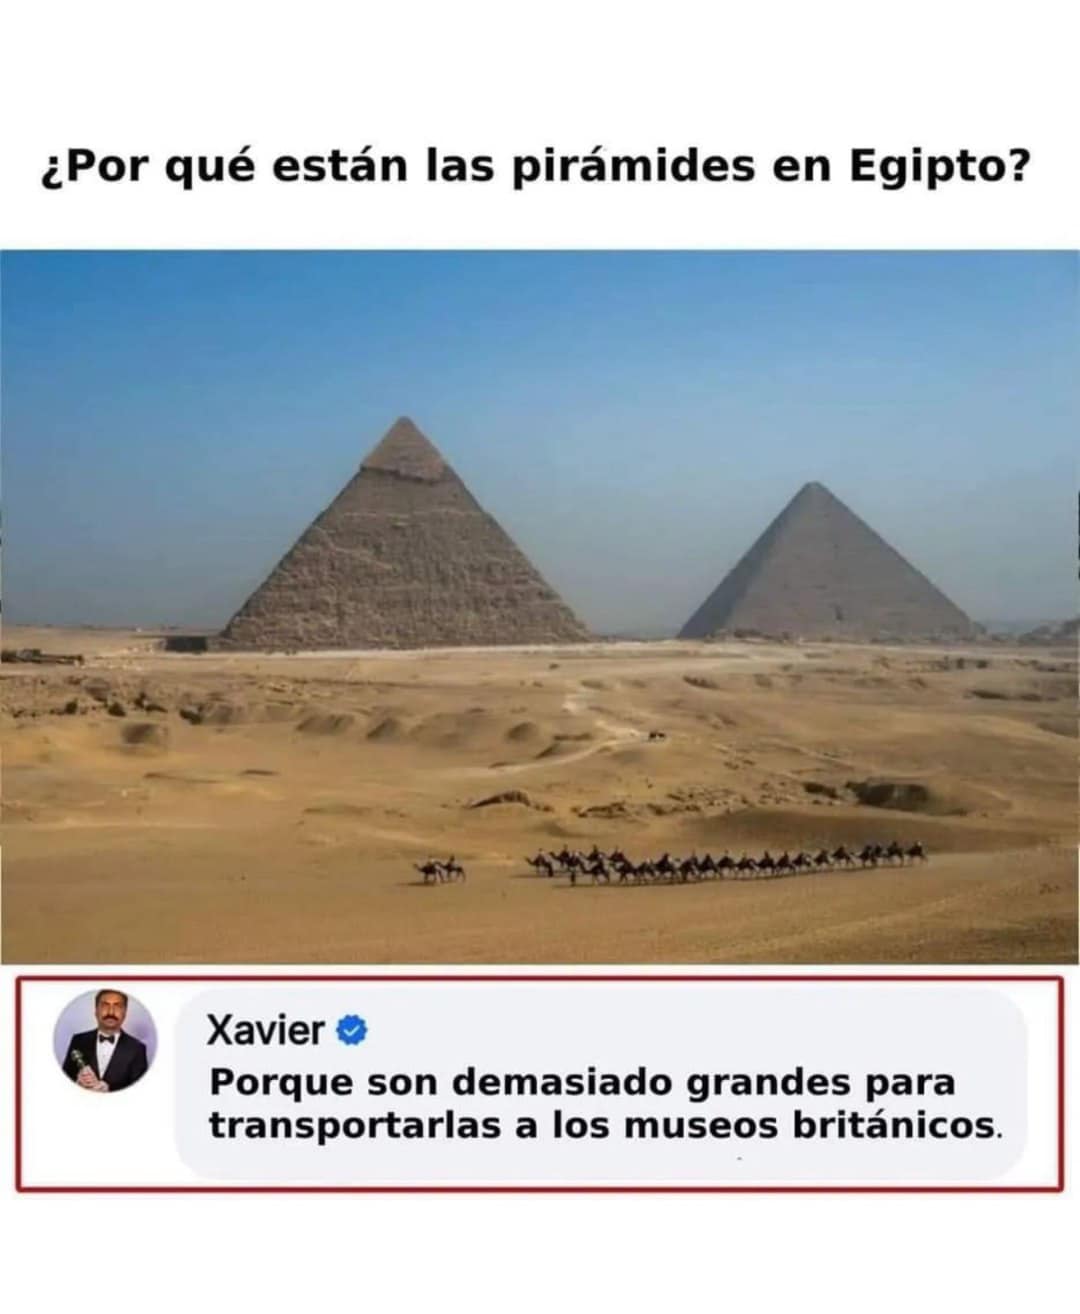 ¿Por qué están las pirámides en Egipto?
Xavier
Porque son demasiado grandes para
transportarlas a los museos británicos.